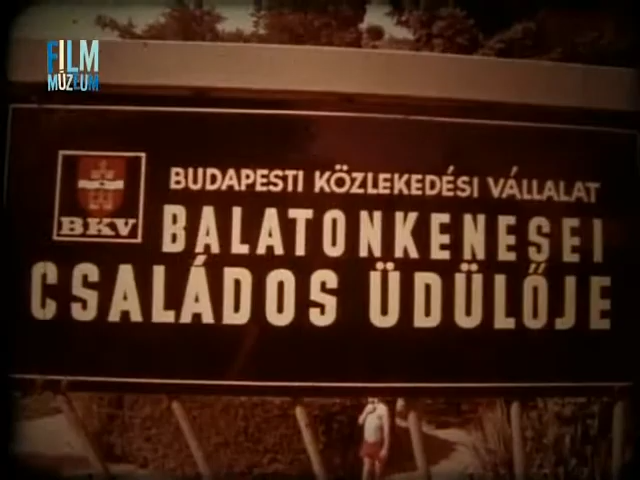 FILM
MÚZEUM
BKV
BUDAPESTI KÖZLEKEDÉSI VÁLLALAT
BALATONKENESEI
CSALÁDOS ÜDÜLŐJE